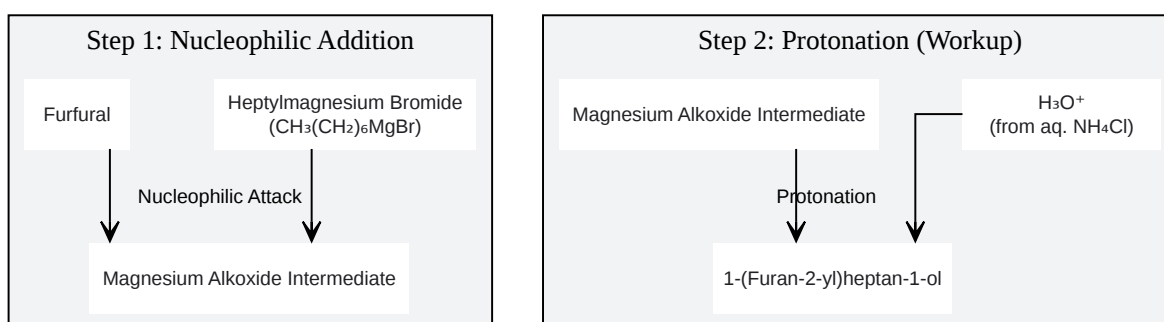 Step 1: Nucleophilic Addition
Furfural
Heptylmagnesium Bromide
(CH₃(CH₂)₆MgBr)
Nucleophilic Attack
Magnesium Alkoxide Intermediate
Step 2: Protonation (Workup)
Magnesium Alkoxide Intermediate
H₃O⁺
(from aq. NH₄Cl)
Protonation
1-(Furan-2-yl)heptan-1-ol